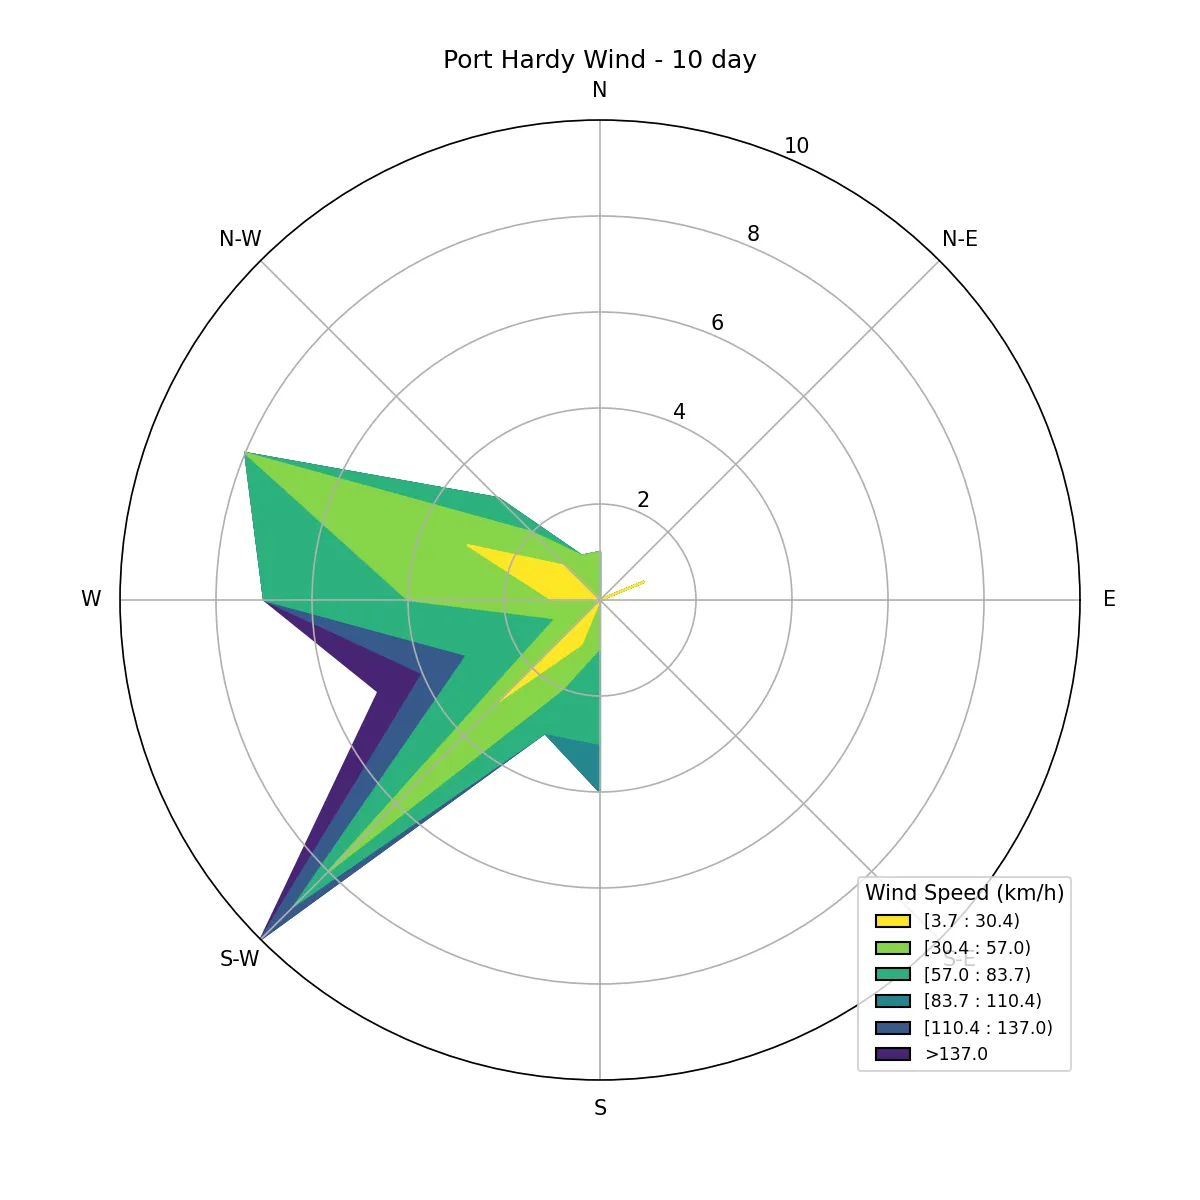 Port Hardy Wind - 10 day
N
10
N-W
N-E
8
6
4
2
W
E
S-W
S-E
Wind Speed (km/h)
[3.7 : 30.4)
[30.4 : 57.0)
[57.0 : 83.7)
[83.7 : 110.4)
[110.4 : 137.0)
>137.0
S